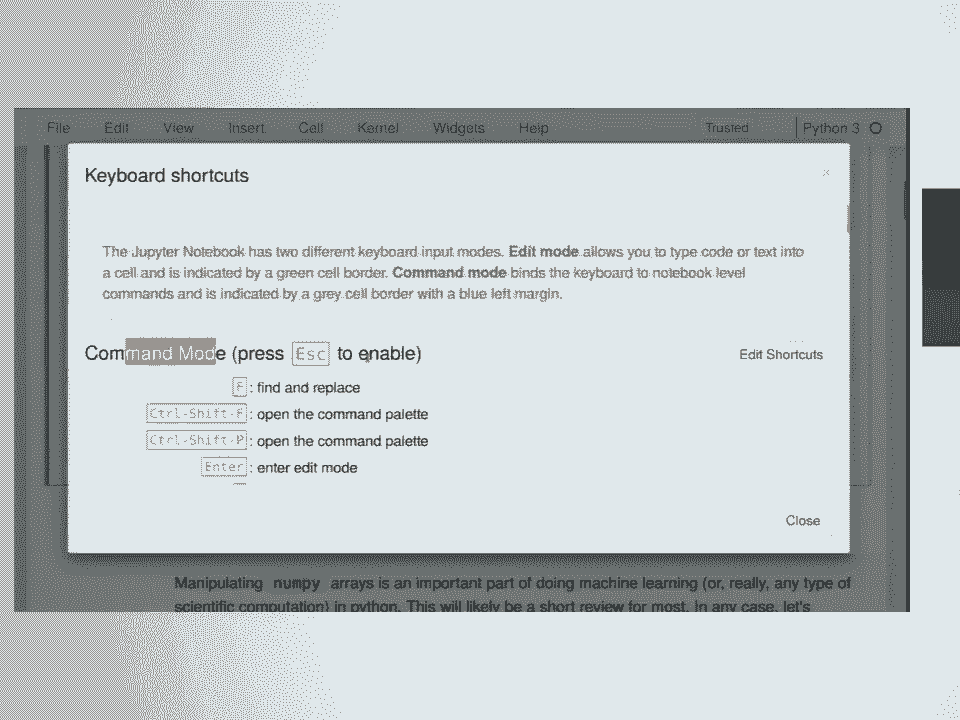 File Edit View Insert Cell Kernel Widgets Help Trusted Python 3
Keyboard shortcuts ×
The Jupyter Notebook has two different keyboard input modes. Edit mode allows you to type code or text into
a cell and is indicated by a green cell border. Command mode binds the keyboard to notebook level
commands and is indicated by a grey cell border with a blue left margin.
Command Mode (press Esc to enable) Edit Shortcuts
F : find and replace
Ctrl-Shift-F : open the command palette
Ctrl-Shift-P : open the command palette
Enter : enter edit mode
Close
Manipulating numpy arrays is an important part of doing machine learning (or, really, any type of
scientific computation) in python. This will likely be a short review for most. In any case, let's